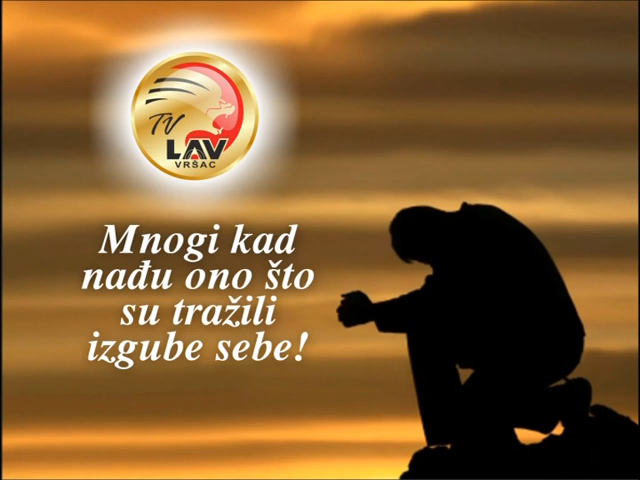 TV
LAV
VRŠAC
Mnogi kad
nađu ono što
su tražili
izgube sebe!